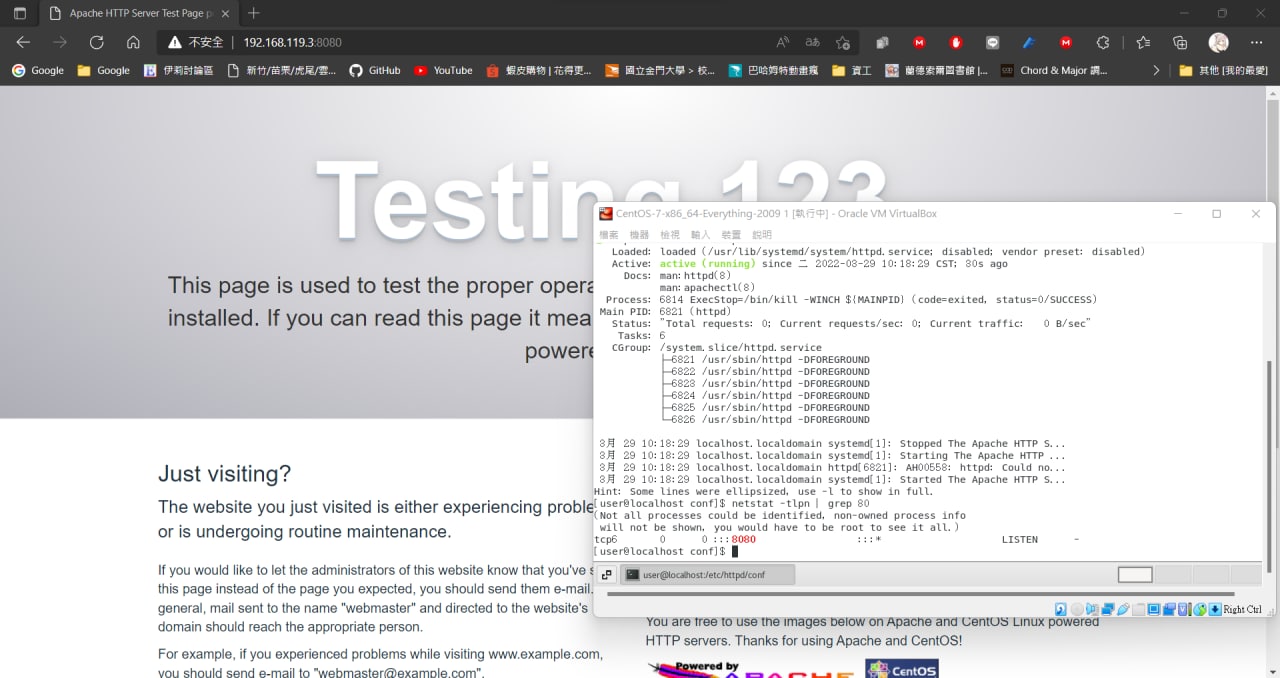 Apache HTTP Server Test Page p
不安全 192.168.119.3:8080
Google Google 伊莉討論區 新竹/苗栗/虎尾/雲... GitHub YouTube 蝦皮購物 | 花得更... 國立金門大學 > 校... 巴哈姆特動畫瘋 資工 蘭德索爾圖書館 |... Chord & Major 調... 其他 [我的最愛]
Testing 123
This page is used to test the proper opera
installed. If you can read this page it mea
powere
Just visiting?
The website you just visited is either experiencing proble
or is undergoing routine maintenance.
If you would like to let the administrators of this website know that you've s
this page instead of the page you expected, you should send them e-mail.
general, mail sent to the name "webmaster" and directed to the website's
domain should reach the appropriate person.
For example, if you experienced problems while visiting www.example.com,
you should send e-mail to "webmaster@example.com".
CentOS-7-x86_64-Everything-2009 1 [執行中] - Oracle VM VirtualBox
檔案 機器 檢視 輸入 裝置 説明
Loaded: loaded (/usr/lib/systemd/system/httpd.service; disabled; vendor preset: disabled)
Active: active (running) since 二 2022-03-29 10:18:29 CST; 30s ago
Docs: man:httpd(8)
man:apachectl(8)
Process: 6814 ExecStop=/bin/kill -WINCH ${MAINPID} (code=exited, status=0/SUCCESS)
Main PID: 6821 (httpd)
Status: "Total requests: 0; Current requests/sec: 0; Current traffic:   0 B/sec"
Tasks: 6
CGroup: /system.slice/httpd.service
├─6821 /usr/sbin/httpd -DFOREGROUND
├─6822 /usr/sbin/httpd -DFOREGROUND
├─6823 /usr/sbin/httpd -DFOREGROUND
├─6824 /usr/sbin/httpd -DFOREGROUND
├─6825 /usr/sbin/httpd -DFOREGROUND
└─6826 /usr/sbin/httpd -DFOREGROUND
3月 29 10:18:29 localhost.localdomain systemd[1]: Stopped The Apache HTTP S...
3月 29 10:18:29 localhost.localdomain systemd[1]: Starting The Apache HTTP ...
3月 29 10:18:29 localhost.localdomain httpd[6821]: AH00558: httpd: Could no...
3月 29 10:18:29 localhost.localdomain systemd[1]: Started The Apache HTTP S...
Hint: Some lines were ellipsized, use -l to show in full.
[user@localhost conf]$ netstat -tlpn | grep 80
(Not all processes could be identified, non-owned process info
will not be shown, you would have to be root to see it all.)
tcp6 0 0 :::8080 :::* LISTEN -
[user@localhost conf]$
user@localhost:/etc/httpd/conf
Right Ctrl
You are free to use the images below on Apache and CentOS Linux powered
HTTP servers. Thanks for using Apache and CentOS!
Powered by
APACHE
CentOS